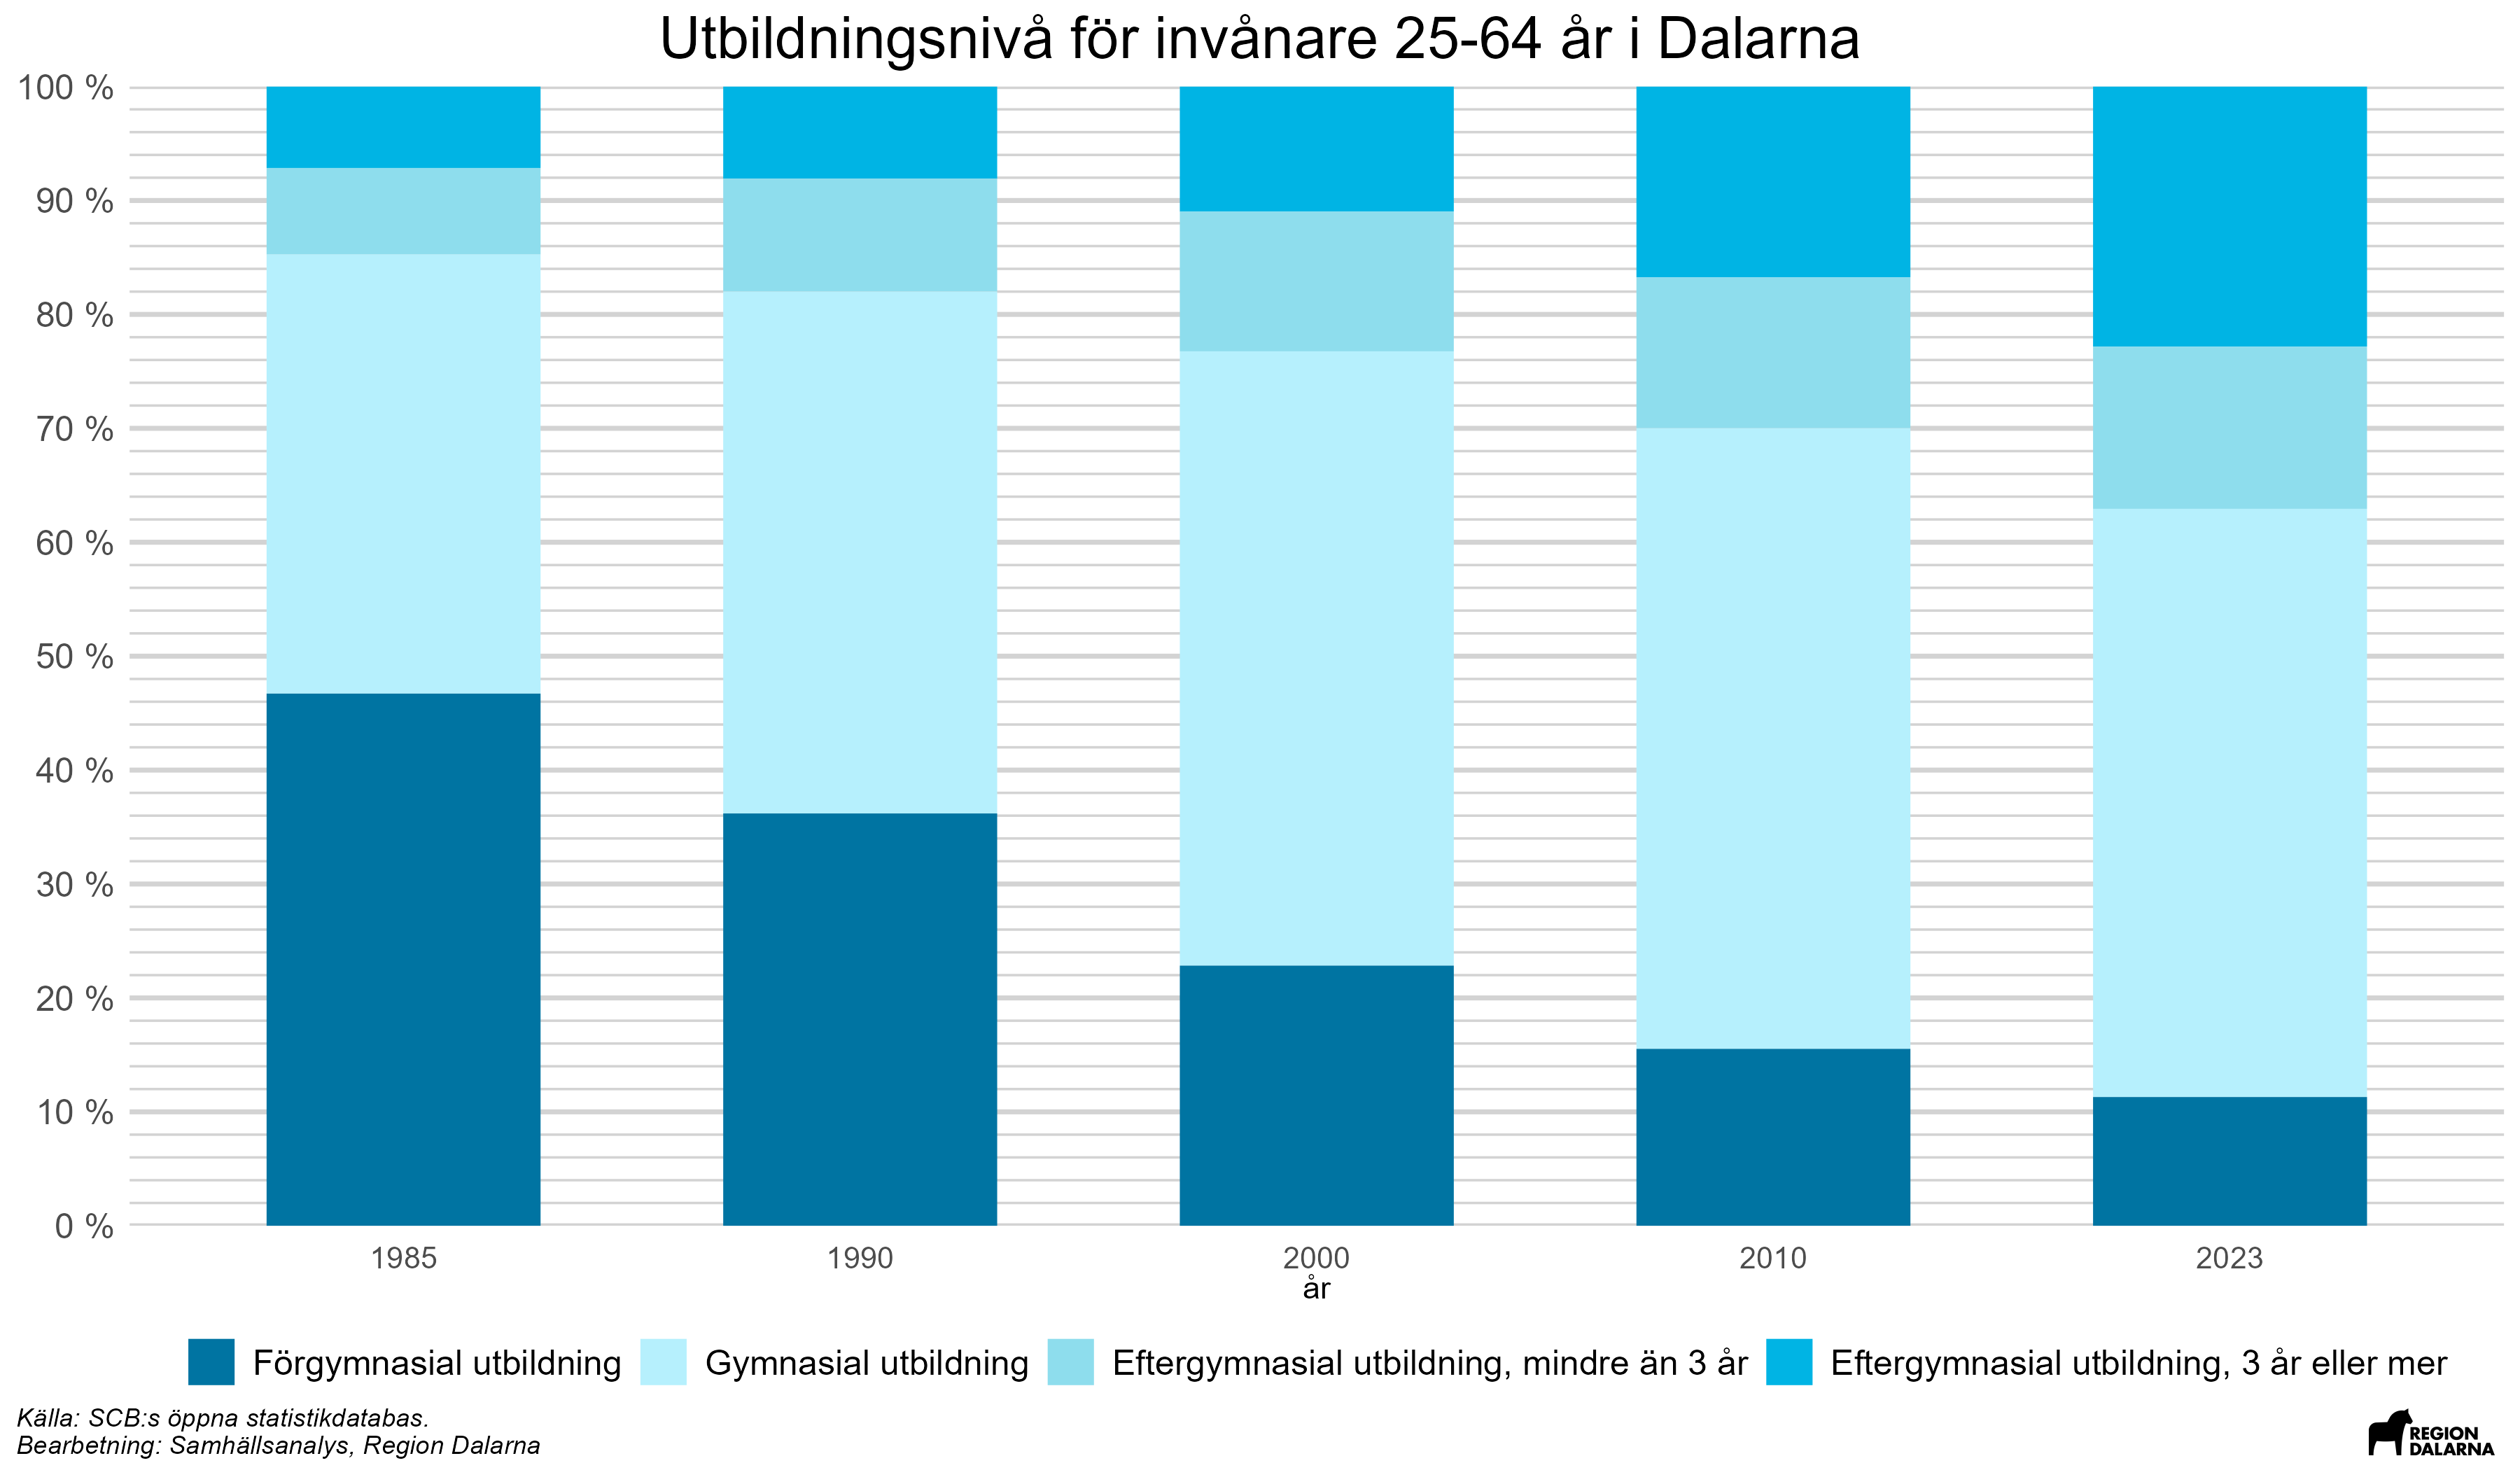 Utbildningsnivå för invånare 25-64 år i Dalarna
100 %
90 %
80 %
70 %
60 %
50 %
40 %
30 %
20 %
10 %
0 %
1985
1990
2000
2010
2023
år
Förgymnasial utbildning
Gymnasial utbildning
Eftergymnasial utbildning, mindre än 3 år
Eftergymnasial utbildning, 3 år eller mer
Källa: SCB:s öppna statistikdatabas.
Bearbetning: Samhällsanalys, Region Dalarna
REGION
DALARNA